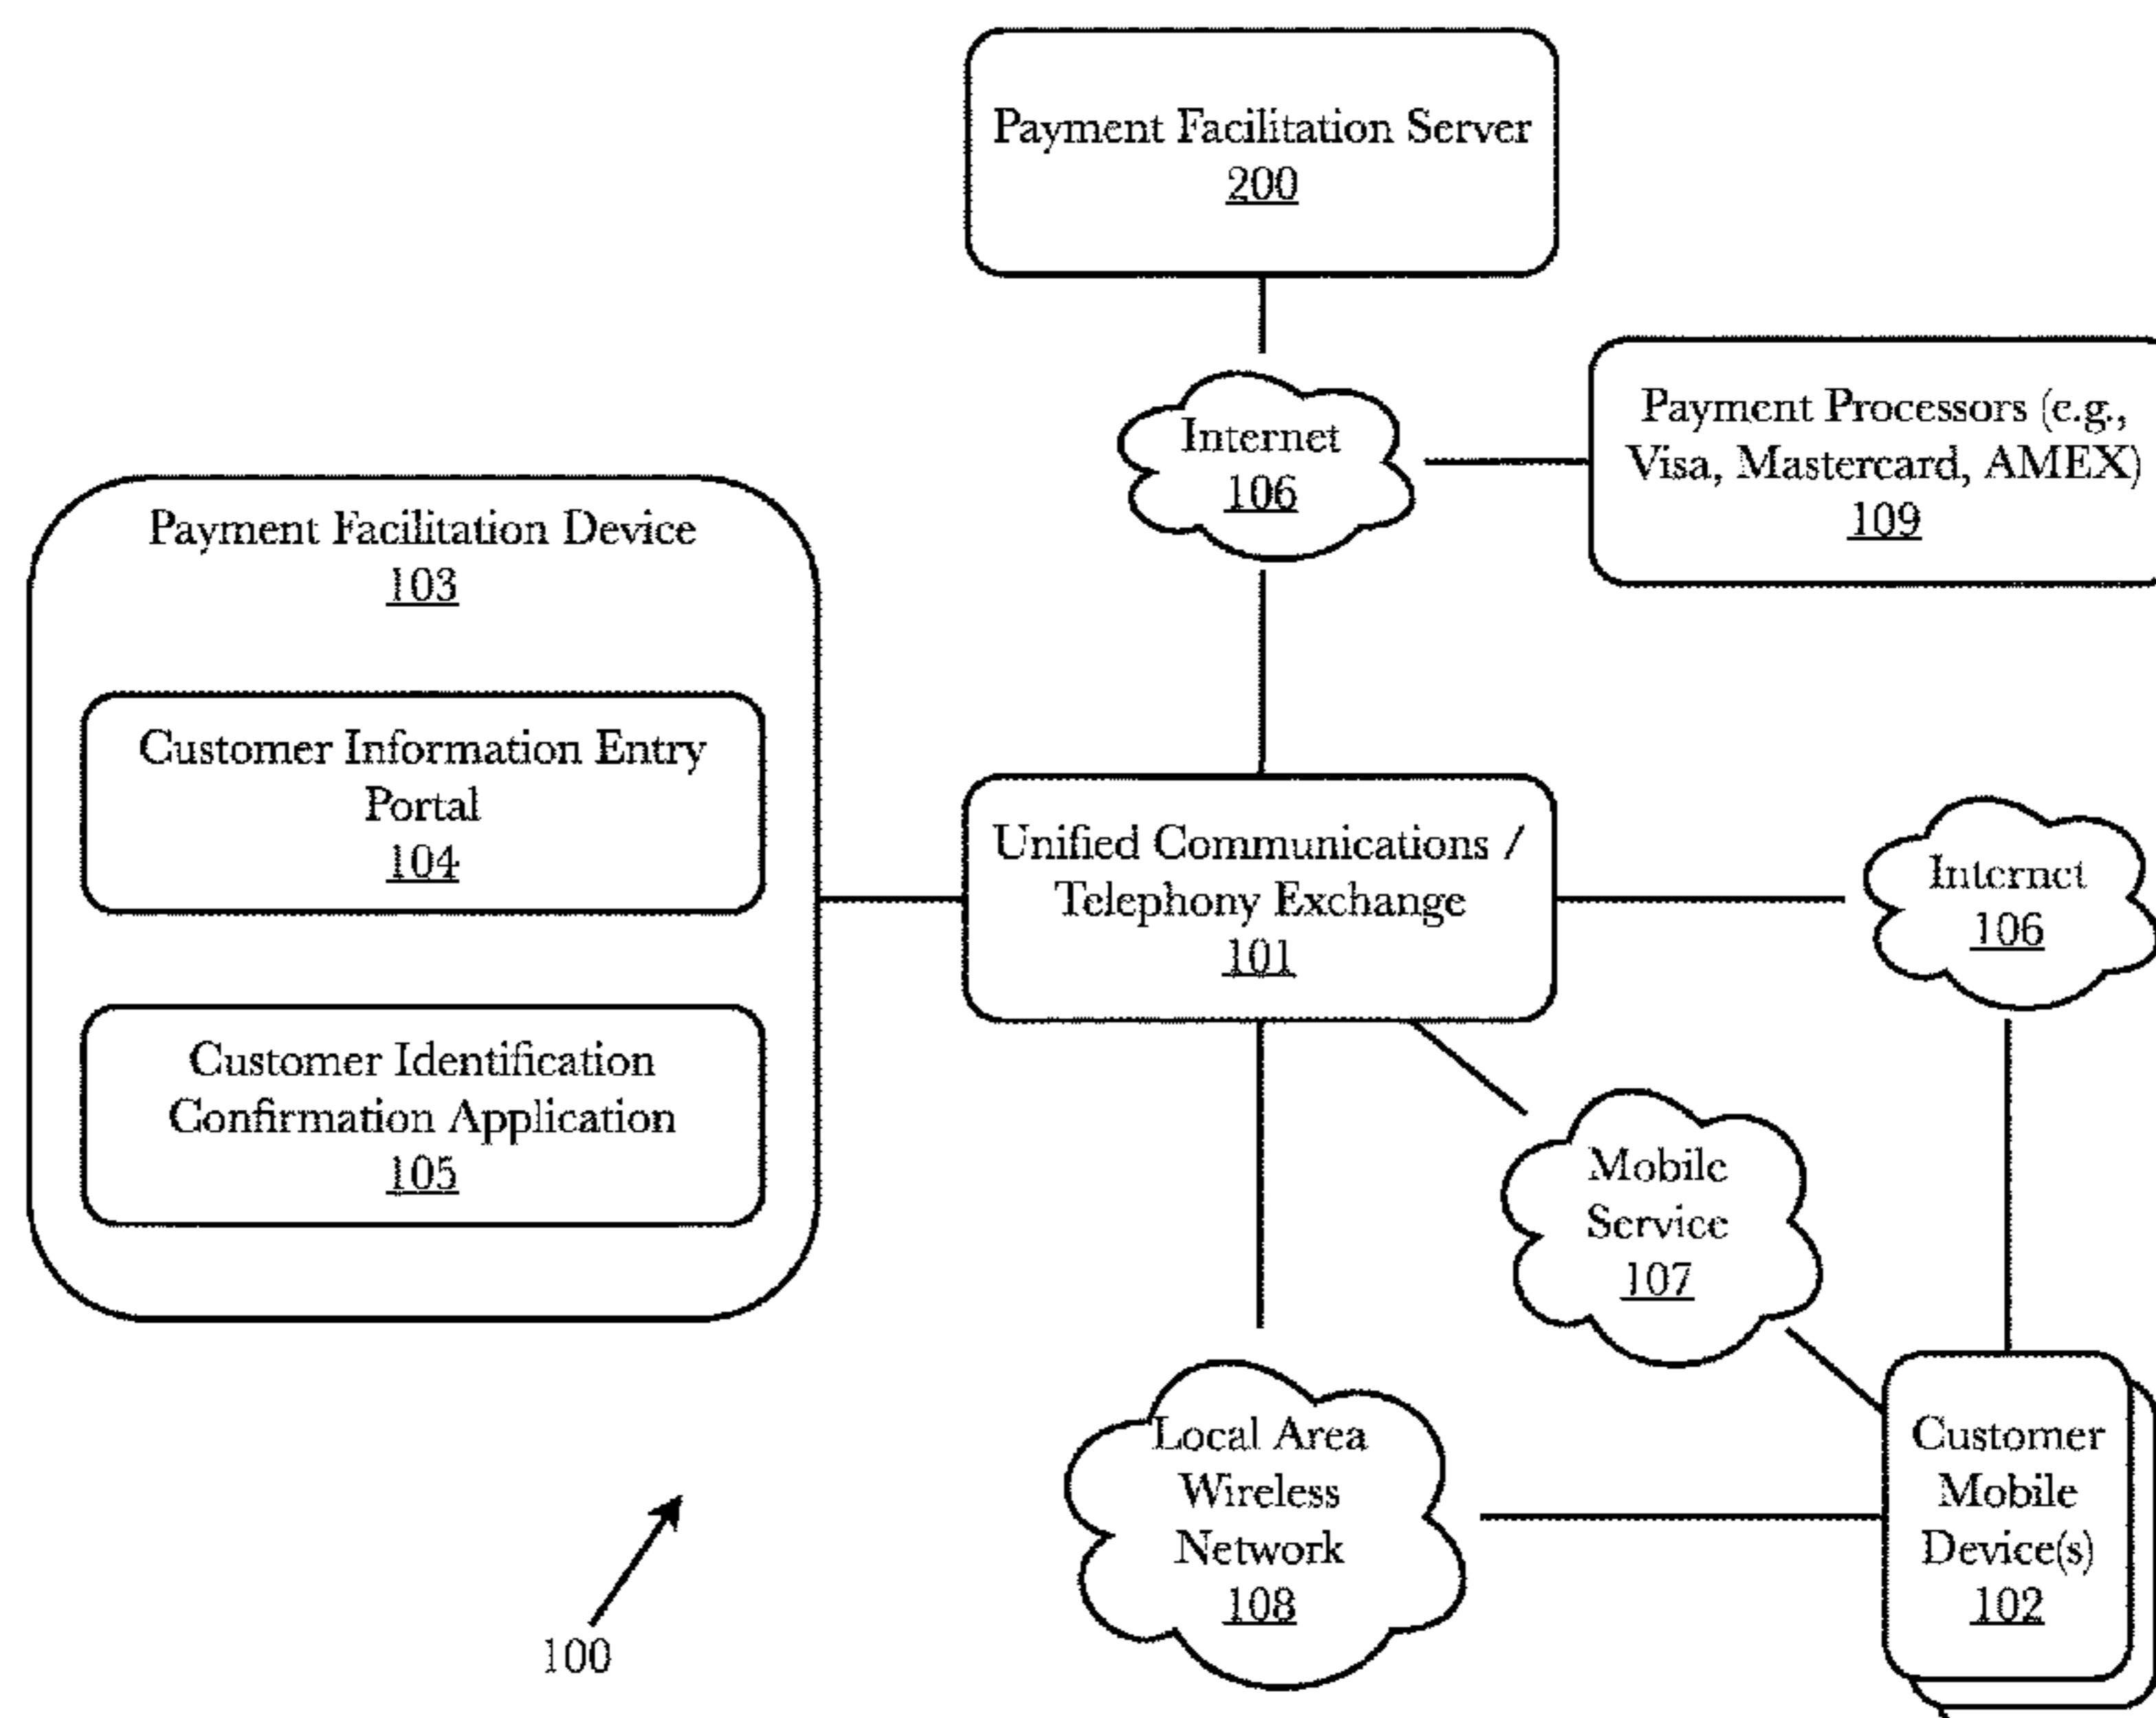 Payment Facilitation Server
200
Internet
106
Payment Processors (e.g.,
Visa, Mastercard, AMEX)
109
Payment Facilitation Device
103
Customer Information Entry
Portal
104
Customer Identification
Confirmation Application
105
Unified Communications /
Telephony Exchange
101
Internet
106
Mobile
Service
107
Local Area
Wireless
Network
108
Customer
Mobile
Device(s)
102
100